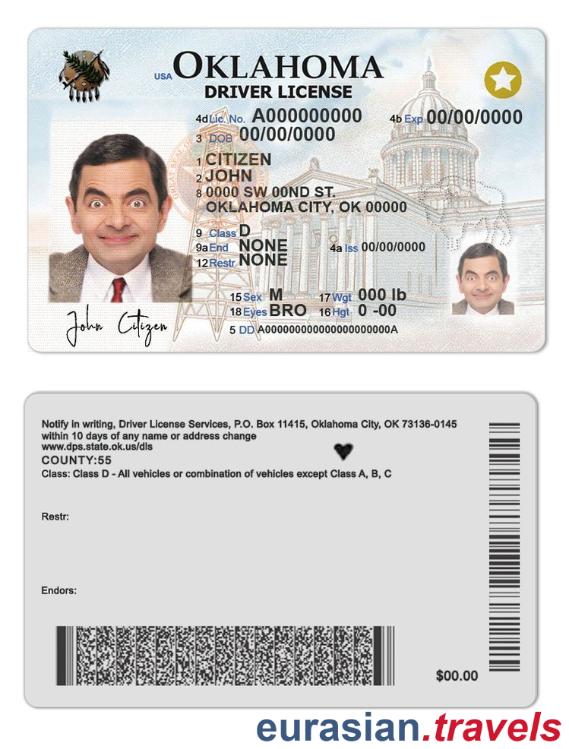 USA OKLAHOMA
DRIVER LICENSE
4d Lic. No. A000000000 4b Exp 00/00/0000
3 DOB 00/00/0000
1 CITIZEN
2 JOHN
8 0000 SW 00ND ST.
OKLAHOMA CITY, OK 00000
9 Class D
9a End NONE 4a Iss 00/00/0000
12 Restr NONE
15 Sex M 17 Wgt 000 lb
18 Eyes BRO 16 Hgt 0 -00
John Citizen
5 DD A000000000000000000000A
Notify in writing, Driver License Services, P.O. Box 11415, Oklahoma City, OK 73136-0145
within 10 days of any name or address change
www.dps.state.ok.us/dls
COUNTY:55
Class: Class D - All vehicles or combination of vehicles except Class A, B, C
Restr:
Endors:
$00.00
eurasian.travels